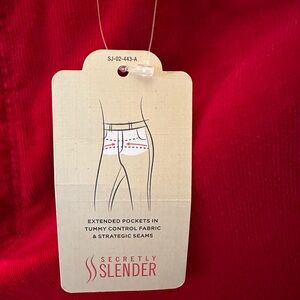 SJ-02-443-A
EXTENDED POCKETS IN
TUMMY CONTROL FABRIC
& STRATEGIC SEAMS
SECRETLY
SLENDER